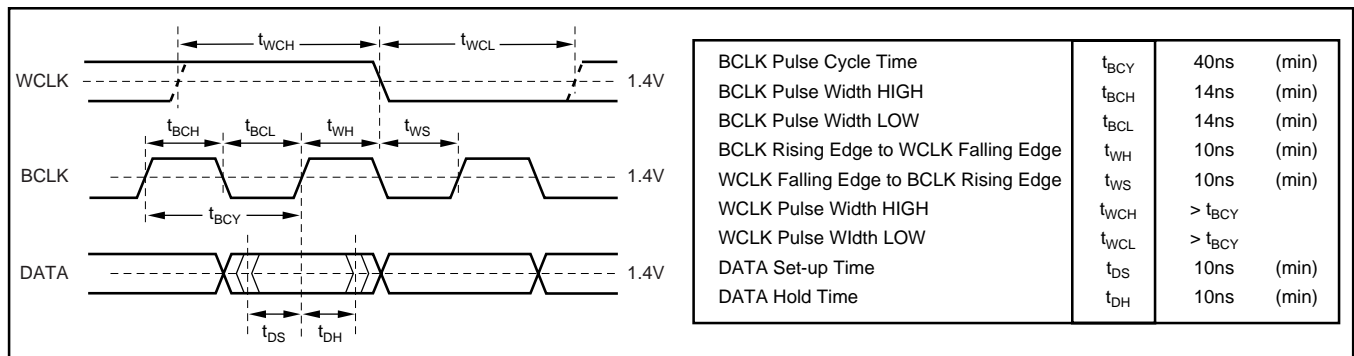 tWCH tWCL
WCLK 1.4V
tBCH tBCL tWH tWS
BCLK 1.4V
tBCY
DATA 1.4V
tDS tDH
BCLK Pulse Cycle Time tBCY 40ns (min)
BCLK Pulse Width HIGH tBCH 14ns (min)
BCLK Pulse Width LOW tBCL 14ns (min)
BCLK Rising Edge to WCLK Falling Edge tWH 10ns (min)
WCLK Falling Edge to BCLK Rising Edge tWS 10ns (min)
WCLK Pulse Width HIGH tWCH > tBCY
WCLK Pulse WIdth LOW tWCL > tBCY
DATA Set-up Time tDS 10ns (min)
DATA Hold Time tDH 10ns (min)